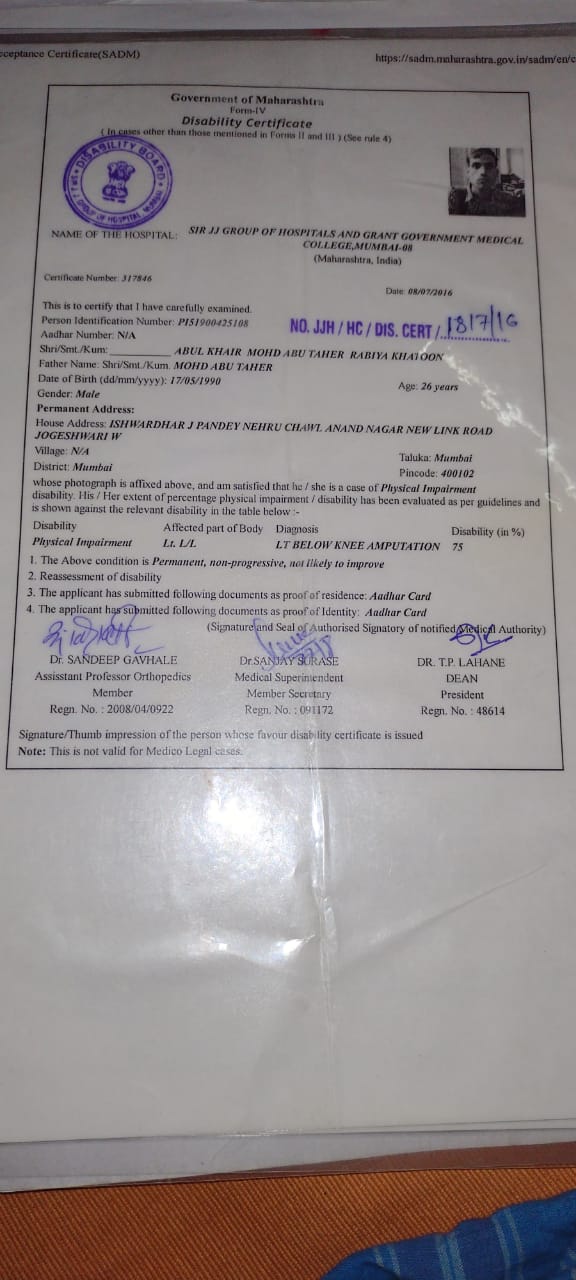 cceptance Certificate(SADM) https://sadm.maharashtra.gov.in/sadm/en/c
Government of Maharashtra
Form-IV
Disability Certificate
( In cases other than those mentioned in Forms II and III ) (See rule 4)
DISABILITY BOARD
GROUP OF HOSPITAL MUMBAI
NAME OF THE HOSPITAL: SIR JJ GROUP OF HOSPITALS AND GRANT GOVERNMENT MEDICAL
COLLEGE,MUMBAI-08
(Maharashtra, India)
Certificate Number: 317846
Date: 08/07/2016
This is to certify that I have carefully examined.
Person Identification Number: PI51900425108
NO. JJH / HC / DIS. CERT / 1817/16
Aadhar Number: N/A
Shri/Smt./Kum: ABUL KHAIR MOHD ABU TAHER RABIYA KHATOON
Father Name: Shri/Smt./Kum. MOHD ABU TAHER
Date of Birth (dd/mm/yyyy): 17/05/1990 Age: 26 years
Gender: Male
Permanent Address:
House Address: ISHWARDHAR J PANDEY NEHRU CHAWL ANAND NAGAR NEW LINK ROAD
JOGESHWARI W
Village: N/A Taluka: Mumbai
District: Mumbai Pincode: 400102
whose photograph is affixed above, and am satisfied that he / she is a case of Physical Impairment
disability. His / Her extent of percentage physical impairment / disability has been evaluated as per guidelines and
is shown against the relevant disability in the table below :-
Disability Affected part of Body Diagnosis Disability (in %)
Physical Impairment Lt. L/L LT BELOW KNEE AMPUTATION 75
1. The Above condition is Permanent, non-progressive, not likely to improve
2. Reassessment of disability
3. The applicant has submitted following documents as proof of residence: Aadhar Card
4. The applicant has submitted following documents as proof of Identity: Aadhar Card
(Signature and Seal of Authorised Signatory of notified Medical Authority)
Dr. SANDEEP GAVHALE Dr.SANJAY SURASE DR. T.P. LAHANE
Assisstant Professor Orthopedics Medical Superintendent DEAN
Member Member Secretary President
Regn. No. : 2008/04/0922 Regn. No. : 091172 Regn. No. : 48614
Signature/Thumb impression of the person whose favour disability certificate is issued
Note: This is not valid for Medico Legal cases.